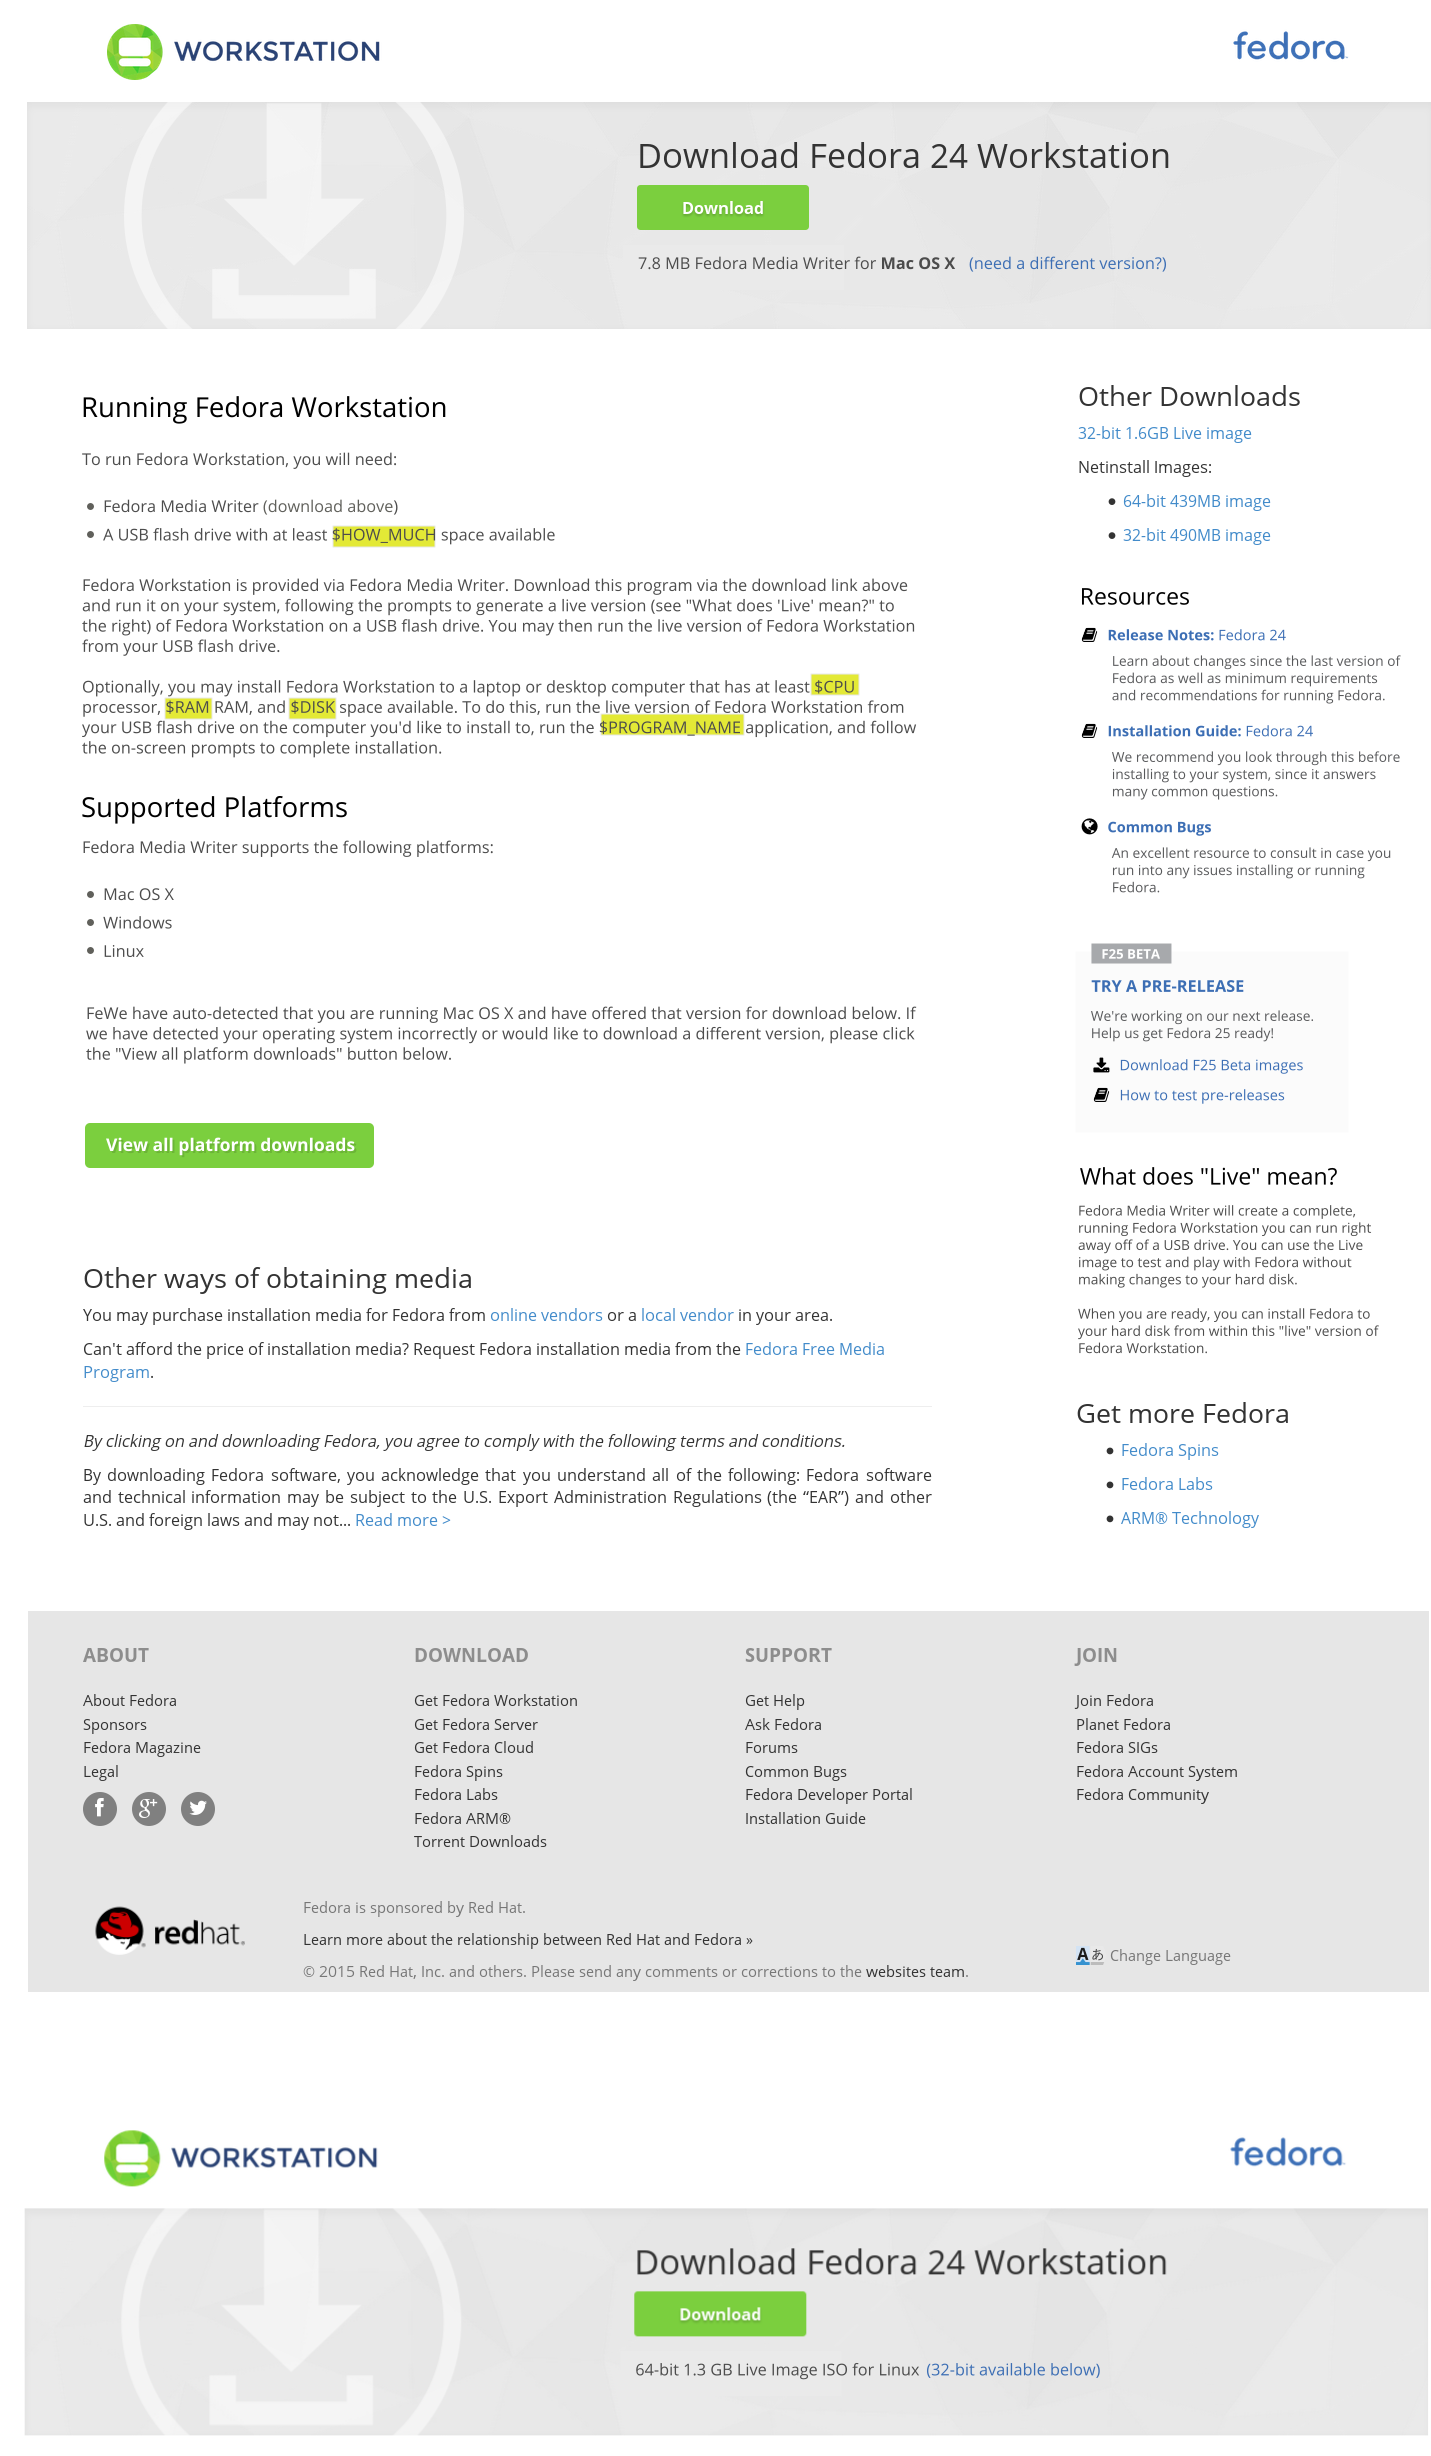 WORKSTATION
fedora
Download Fedora 24 Workstation
Download
7.8 MB Fedora Media Writer for Mac OS X (need a different version?)
Running Fedora Workstation
To run Fedora Workstation, you will need:
• Fedora Media Writer (download above)
• A USB flash drive with at least $HOW_MUCH space available
Fedora Workstation is provided via Fedora Media Writer. Download this program via the download link above
and run it on your system, following the prompts to generate a live version (see "What does 'Live' mean?" to
the right) of Fedora Workstation on a USB flash drive. You may then run the live version of Fedora Workstation
from your USB flash drive.
Optionally, you may install Fedora Workstation to a laptop or desktop computer that has at least $CPU
processor, $RAM RAM, and $DISK space available. To do this, run the live version of Fedora Workstation from
your USB flash drive on the computer you'd like to install to, run the $PROGRAM_NAME application, and follow
the on-screen prompts to complete installation.
Supported Platforms
Fedora Media Writer supports the following platforms:
• Mac OS X
• Windows
• Linux
FeWe have auto-detected that you are running Mac OS X and have offered that version for download below. If
we have detected your operating system incorrectly or would like to download a different version, please click
the "View all platform downloads" button below.
View all platform downloads
Other ways of obtaining media
You may purchase installation media for Fedora from online vendors or a local vendor in your area.
Can't afford the price of installation media? Request Fedora installation media from the Fedora Free Media
Program.
By clicking on and downloading Fedora, you agree to comply with the following terms and conditions.
By downloading Fedora software, you acknowledge that you understand all of the following: Fedora software
and technical information may be subject to the U.S. Export Administration Regulations (the “EAR”) and other
U.S. and foreign laws and may not... Read more >
Other Downloads
32-bit 1.6GB Live image
Netinstall Images:
• 64-bit 439MB image
• 32-bit 490MB image
Resources
Release Notes: Fedora 24
Learn about changes since the last version of
Fedora as well as minimum requirements
and recommendations for running Fedora.
Installation Guide: Fedora 24
We recommend you look through this before
installing to your system, since it answers
many common questions.
Common Bugs
An excellent resource to consult in case you
run into any issues installing or running
Fedora.
F25 BETA
TRY A PRE-RELEASE
We're working on our next release.
Help us get Fedora 25 ready!
Download F25 Beta images
How to test pre-releases
What does "Live" mean?
Fedora Media Writer will create a complete,
running Fedora Workstation you can run right
away off of a USB drive. You can use the Live
image to test and play with Fedora without
making changes to your hard disk.
When you are ready, you can install Fedora to
your hard disk from within this "live" version of
Fedora Workstation.
Get more Fedora
• Fedora Spins
• Fedora Labs
• ARM® Technology
ABOUT
About Fedora
Sponsors
Fedora Magazine
Legal
f g+
DOWNLOAD
Get Fedora Workstation
Get Fedora Server
Get Fedora Cloud
Fedora Spins
Fedora Labs
Fedora ARM®
Torrent Downloads
SUPPORT
Get Help
Ask Fedora
Forums
Common Bugs
Fedora Developer Portal
Installation Guide
JOIN
Join Fedora
Planet Fedora
Fedora SIGs
Fedora Account System
Fedora Community
redhat.
Fedora is sponsored by Red Hat.
Learn more about the relationship between Red Hat and Fedora »
© 2015 Red Hat, Inc. and others. Please send any comments or corrections to the websites team.
Aあ Change Language
WORKSTATION
fedora
Download Fedora 24 Workstation
Download
64-bit 1.3 GB Live Image ISO for Linux (32-bit available below)